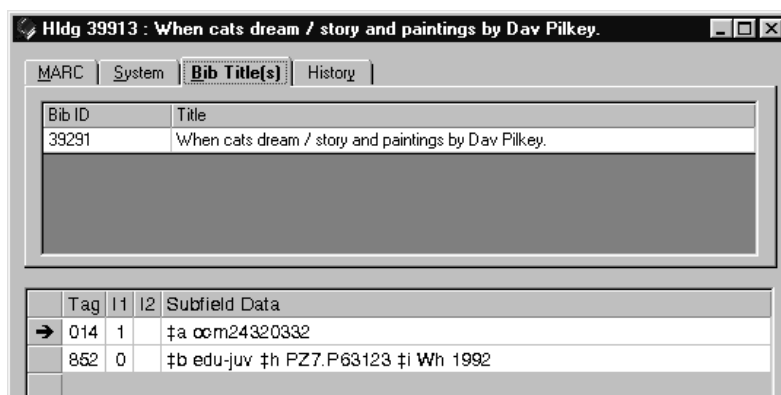 Hldg 39913 : When cats dream / story and paintings by Dav Pilkey.
MARC System Bib Title(s) History
Bib ID Title
39291 When cats dream / story and paintings by Dav Pilkey.
Tag I1 I2 Subfield Data
014 1 ‡a ocm24320332
852 0 ‡b edu-juv ‡h PZ7.P63123 ‡i Wh 1992